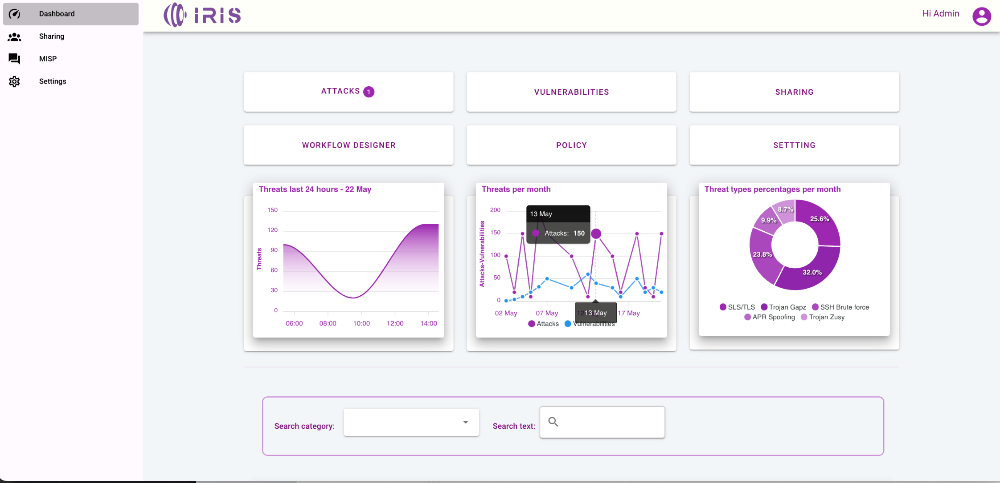 Dashboard
Sharing
MISP
Settings
IRIS
Hi Admin
ATTACKS 1
VULNERABILITIES
SHARING
WORKFLOW DESIGNER
POLICY
SETTTING
Threats last 24 hours - 22 May
150
120
90
60
30
0
Threats
06:00 08:00 10:00 12:00 14:00
Threats per month
200
150
100
50
0
Attacks-Vulnerabilities
13 May
Attacks: 150
02 May 07 May 13 May 17 May
Attacks Vulnerabilities
Threat types percentages per month
8.7%
25.6%
9.9%
23.8%
32.0%
SLS/TLS Trojan Gapz SSH Brute force
APR Spoofing Trojan Zusy
Search category:
Search text: